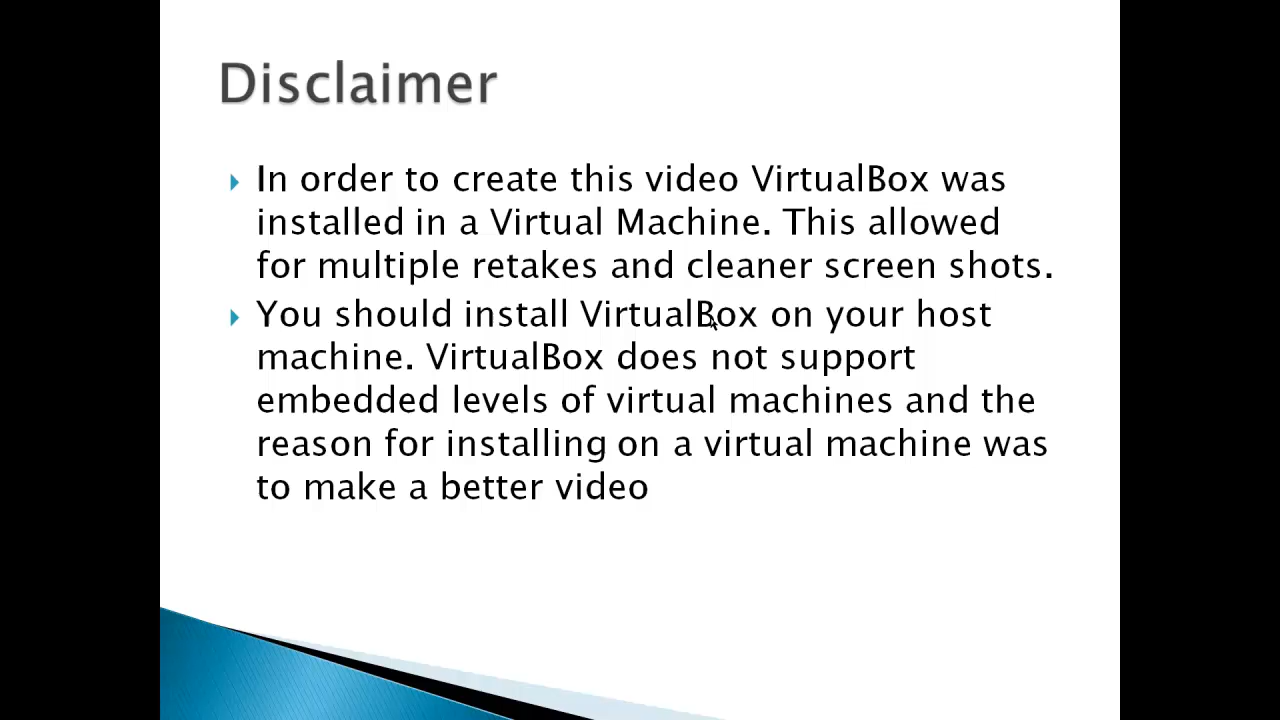 Disclaimer
In order to create this video VirtualBox was
installed in a Virtual Machine. This allowed
for multiple retakes and cleaner screen shots.
You should install VirtualBox on your host
machine. VirtualBox does not support
embedded levels of virtual machines and the
reason for installing on a virtual machine was
to make a better video